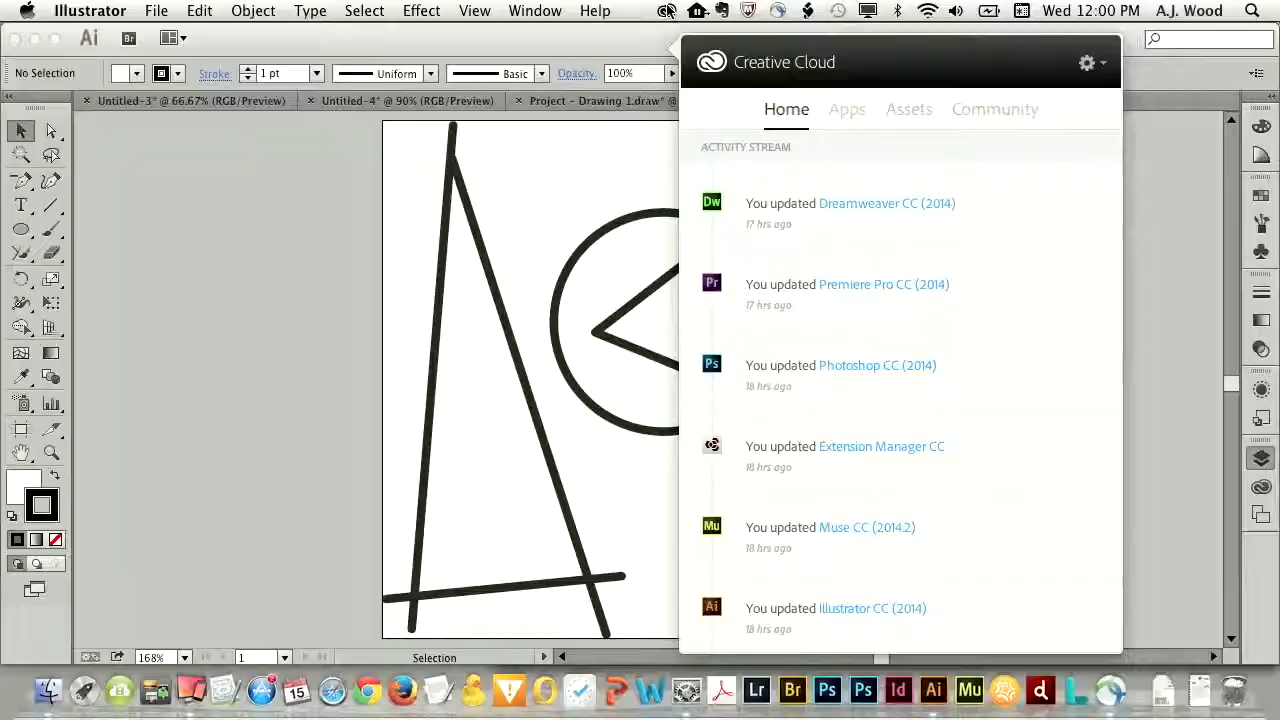 Illustrator File Edit Object Type Select Effect View Window Help Wed 12:00 PM A.J. Wood
Ai Br
No Selection Stroke: 1 pt Uniform Basic Opacity: 100%
Untitled-3* @ 66.67% (RGB/Preview) Untitled-4* @ 90% (RGB/Preview) Project - Drawing 1.draw* @
Creative Cloud
Home Apps Assets Community
ACTIVITY STREAM
Dw You updated Dreamweaver CC (2014)
17 hrs ago
Pr You updated Premiere Pro CC (2014)
17 hrs ago
Ps You updated Photoshop CC (2014)
18 hrs ago
You updated Extension Manager CC
18 hrs ago
Mu You updated Muse CC (2014.2)
18 hrs ago
Ai You updated Illustrator CC (2014)
18 hrs ago
168% 1 Selection
15 Lr Br Ps Ps Id Ai Mu